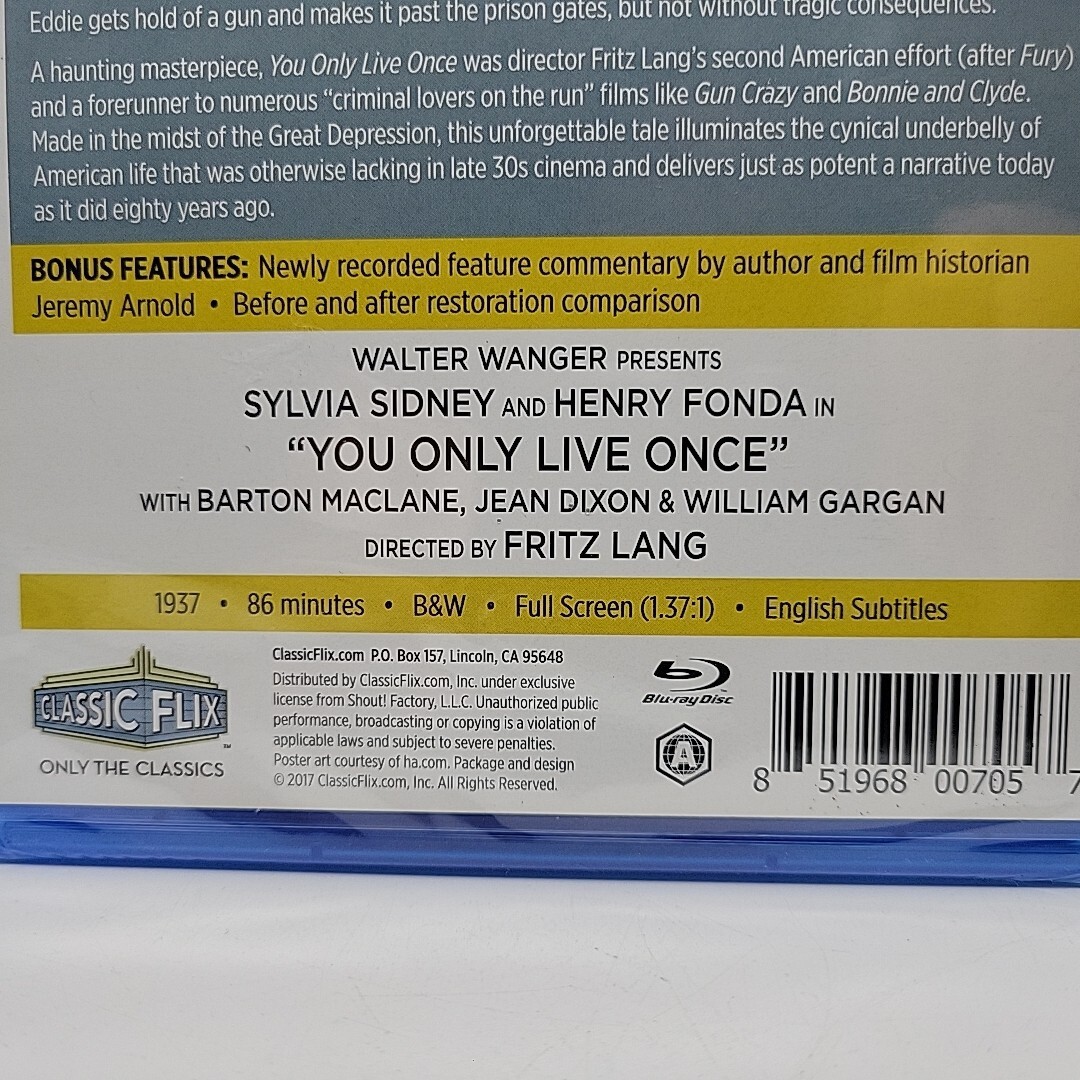 Eddie gets hold of a gun and makes it past the prison gates, but not without tragic consequences.
A haunting masterpiece, You Only Live Once was director Fritz Lang's second American effort (after Fury)
and a forerunner to numerous “criminal lovers on the run” films like Gun Crazy and Bonnie and Clyde.
Made in the midst of the Great Depression, this unforgettable tale illuminates the cynical underbelly of
American life that was otherwise lacking in late 30s cinema and delivers just as potent a narrative today
as it did eighty years ago.
BONUS FEATURES: Newly recorded feature commentary by author and film historian
Jeremy Arnold • Before and after restoration comparison
WALTER WANGER PRESENTS
SYLVIA SIDNEY AND HENRY FONDA IN
“YOU ONLY LIVE ONCE”
WITH BARTON MACLANE, JEAN DIXON & WILLIAM GARGAN
DIRECTED BY FRITZ LANG
1937 • 86 minutes • B&W • Full Screen (1.37:1) • English Subtitles
CLASSIC FLIX™
ONLY THE CLASSICS
ClassicFlix.com P.O. Box 157, Lincoln, CA 95648
Distributed by ClassicFlix.com, Inc. under exclusive
license from Shout! Factory, L.L.C. Unauthorized public
performance, broadcasting or copying is a violation of
applicable laws and subject to severe penalties.
Poster art courtesy of ha.com. Package and design
© 2017 ClassicFlix.com, Inc. All Rights Reserved.
Blu-ray Disc™
A
8 51968 00705 7